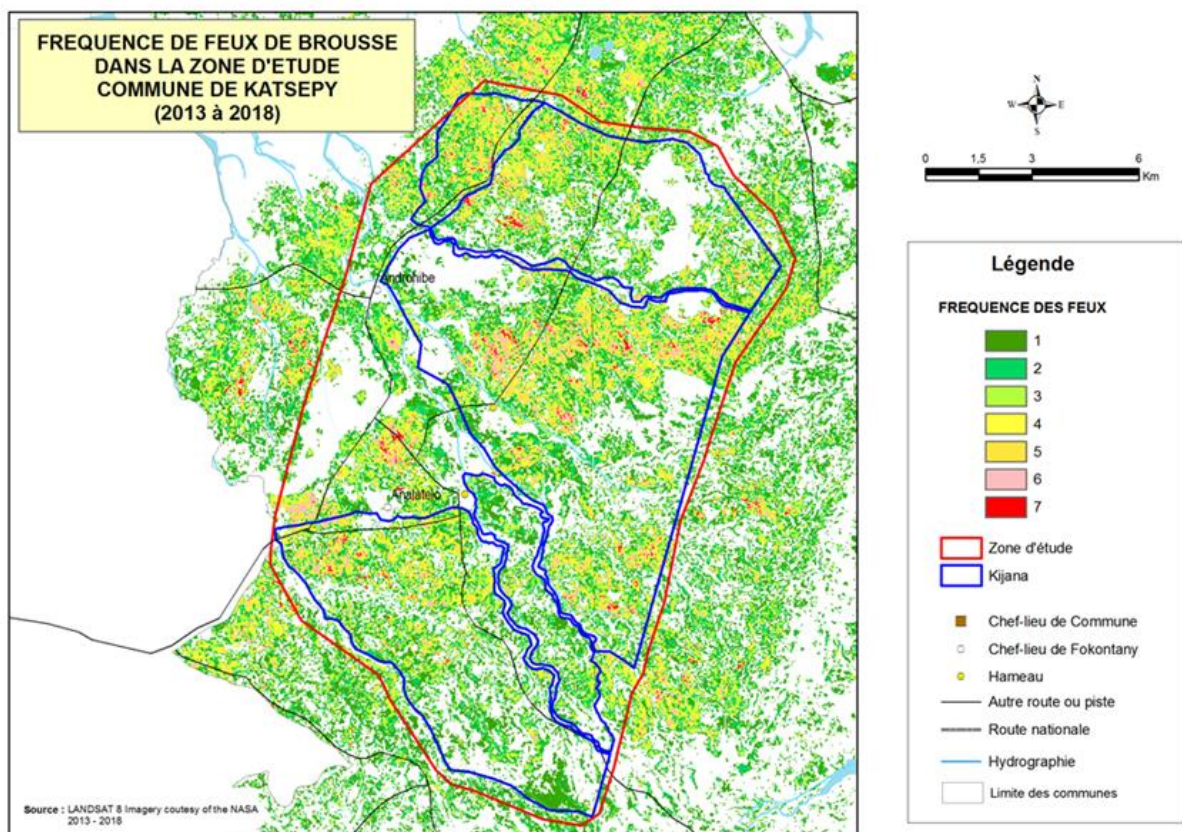 FREQUENCE DE FEUX DE BROUSSE
DANS LA ZONE D'ETUDE
COMMUNE DE KATSEPY
(2013 à 2018)
N
W
E
S
0
1,5
3
6
Km
Androhibe
Analatelo
Légende
FREQUENCE DES FEUX
1
2
3
4
5
6
7
Zone d'étude
Kijana
Chef-lieu de Commune
Chef-lieu de Fokontany
Hameau
Autre route ou piste
Route nationale
Hydrographie
Limite des communes
Source : LANDSAT 8 Imagery coutesy of the NASA
2013 - 2018